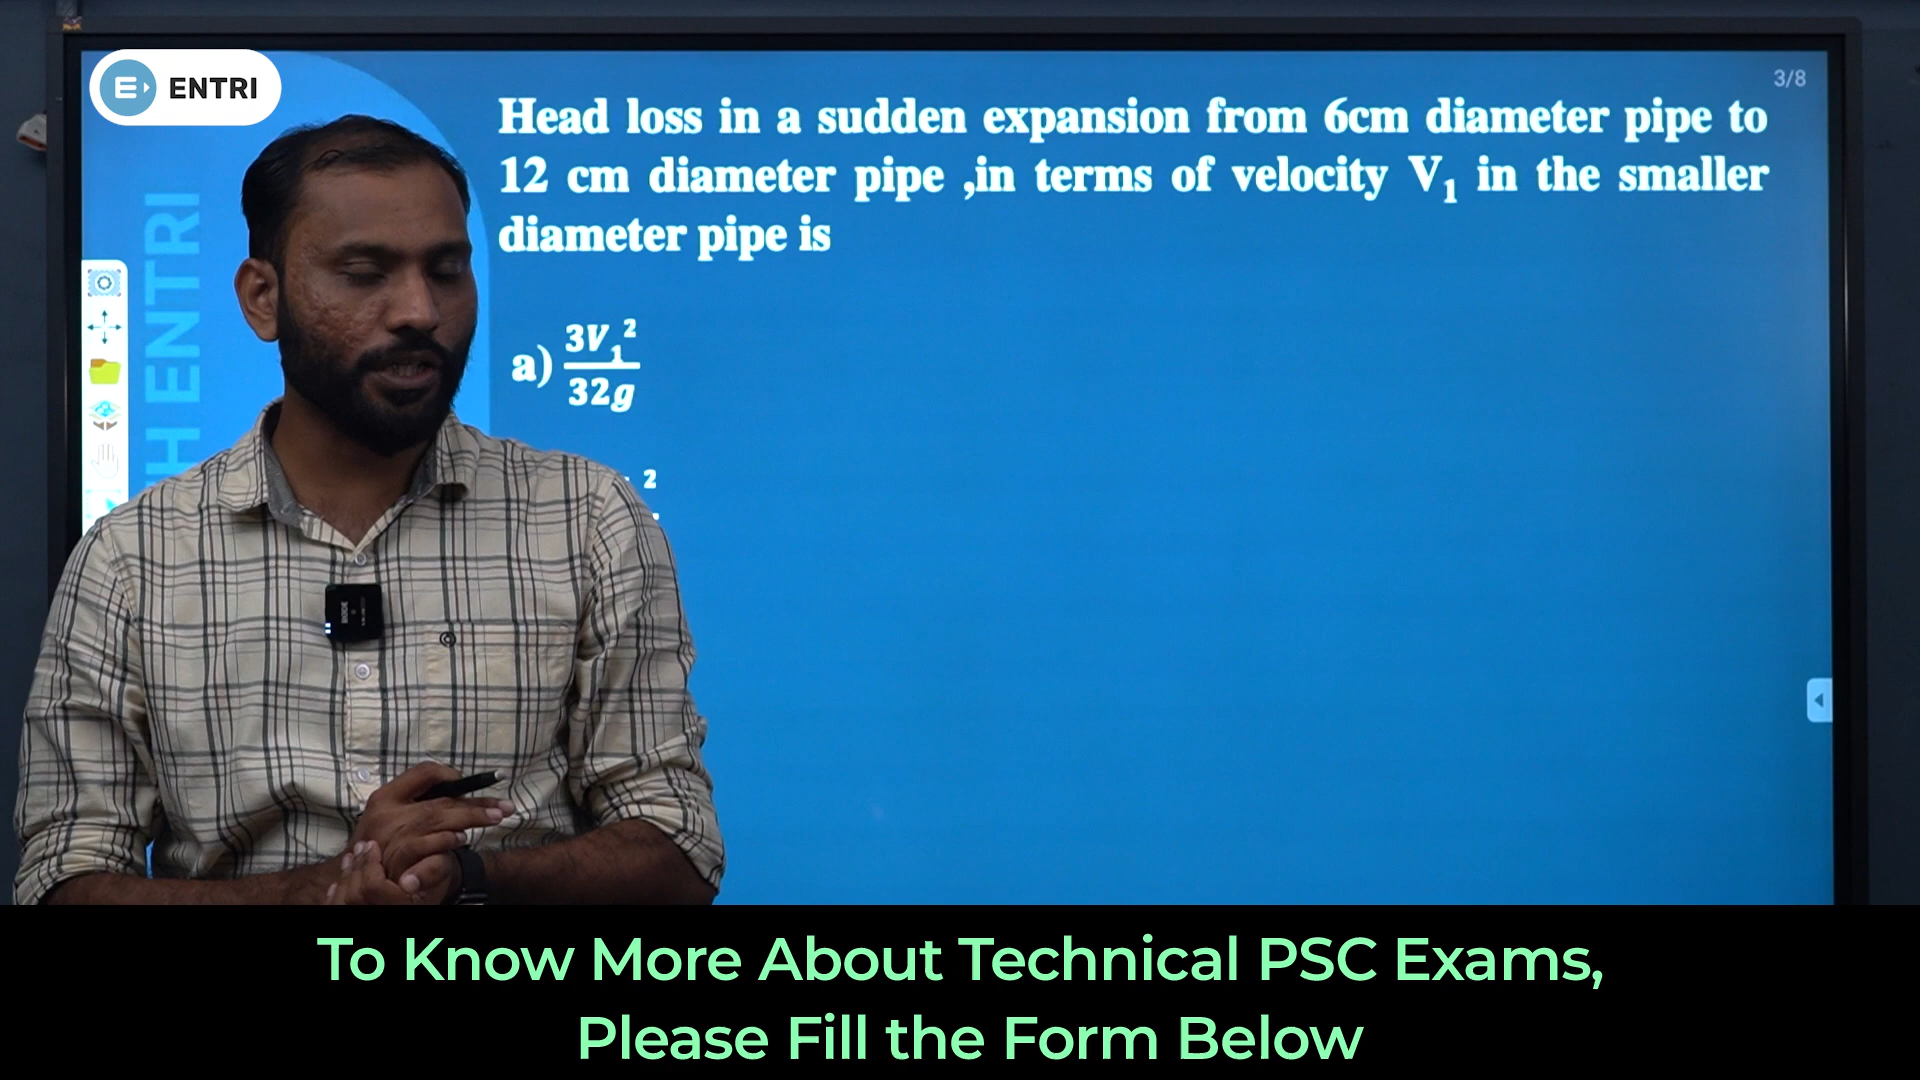 ENTRI
3/8
Head loss in a sudden expansion from 6cm diameter pipe to
12 cm diameter pipe ,in terms of velocity V₁ in the smaller
diameter pipe is
a) 3V₁²
32g
2
H ENTRI
RODE
To Know More About Technical PSC Exams,
Please Fill the Form Below